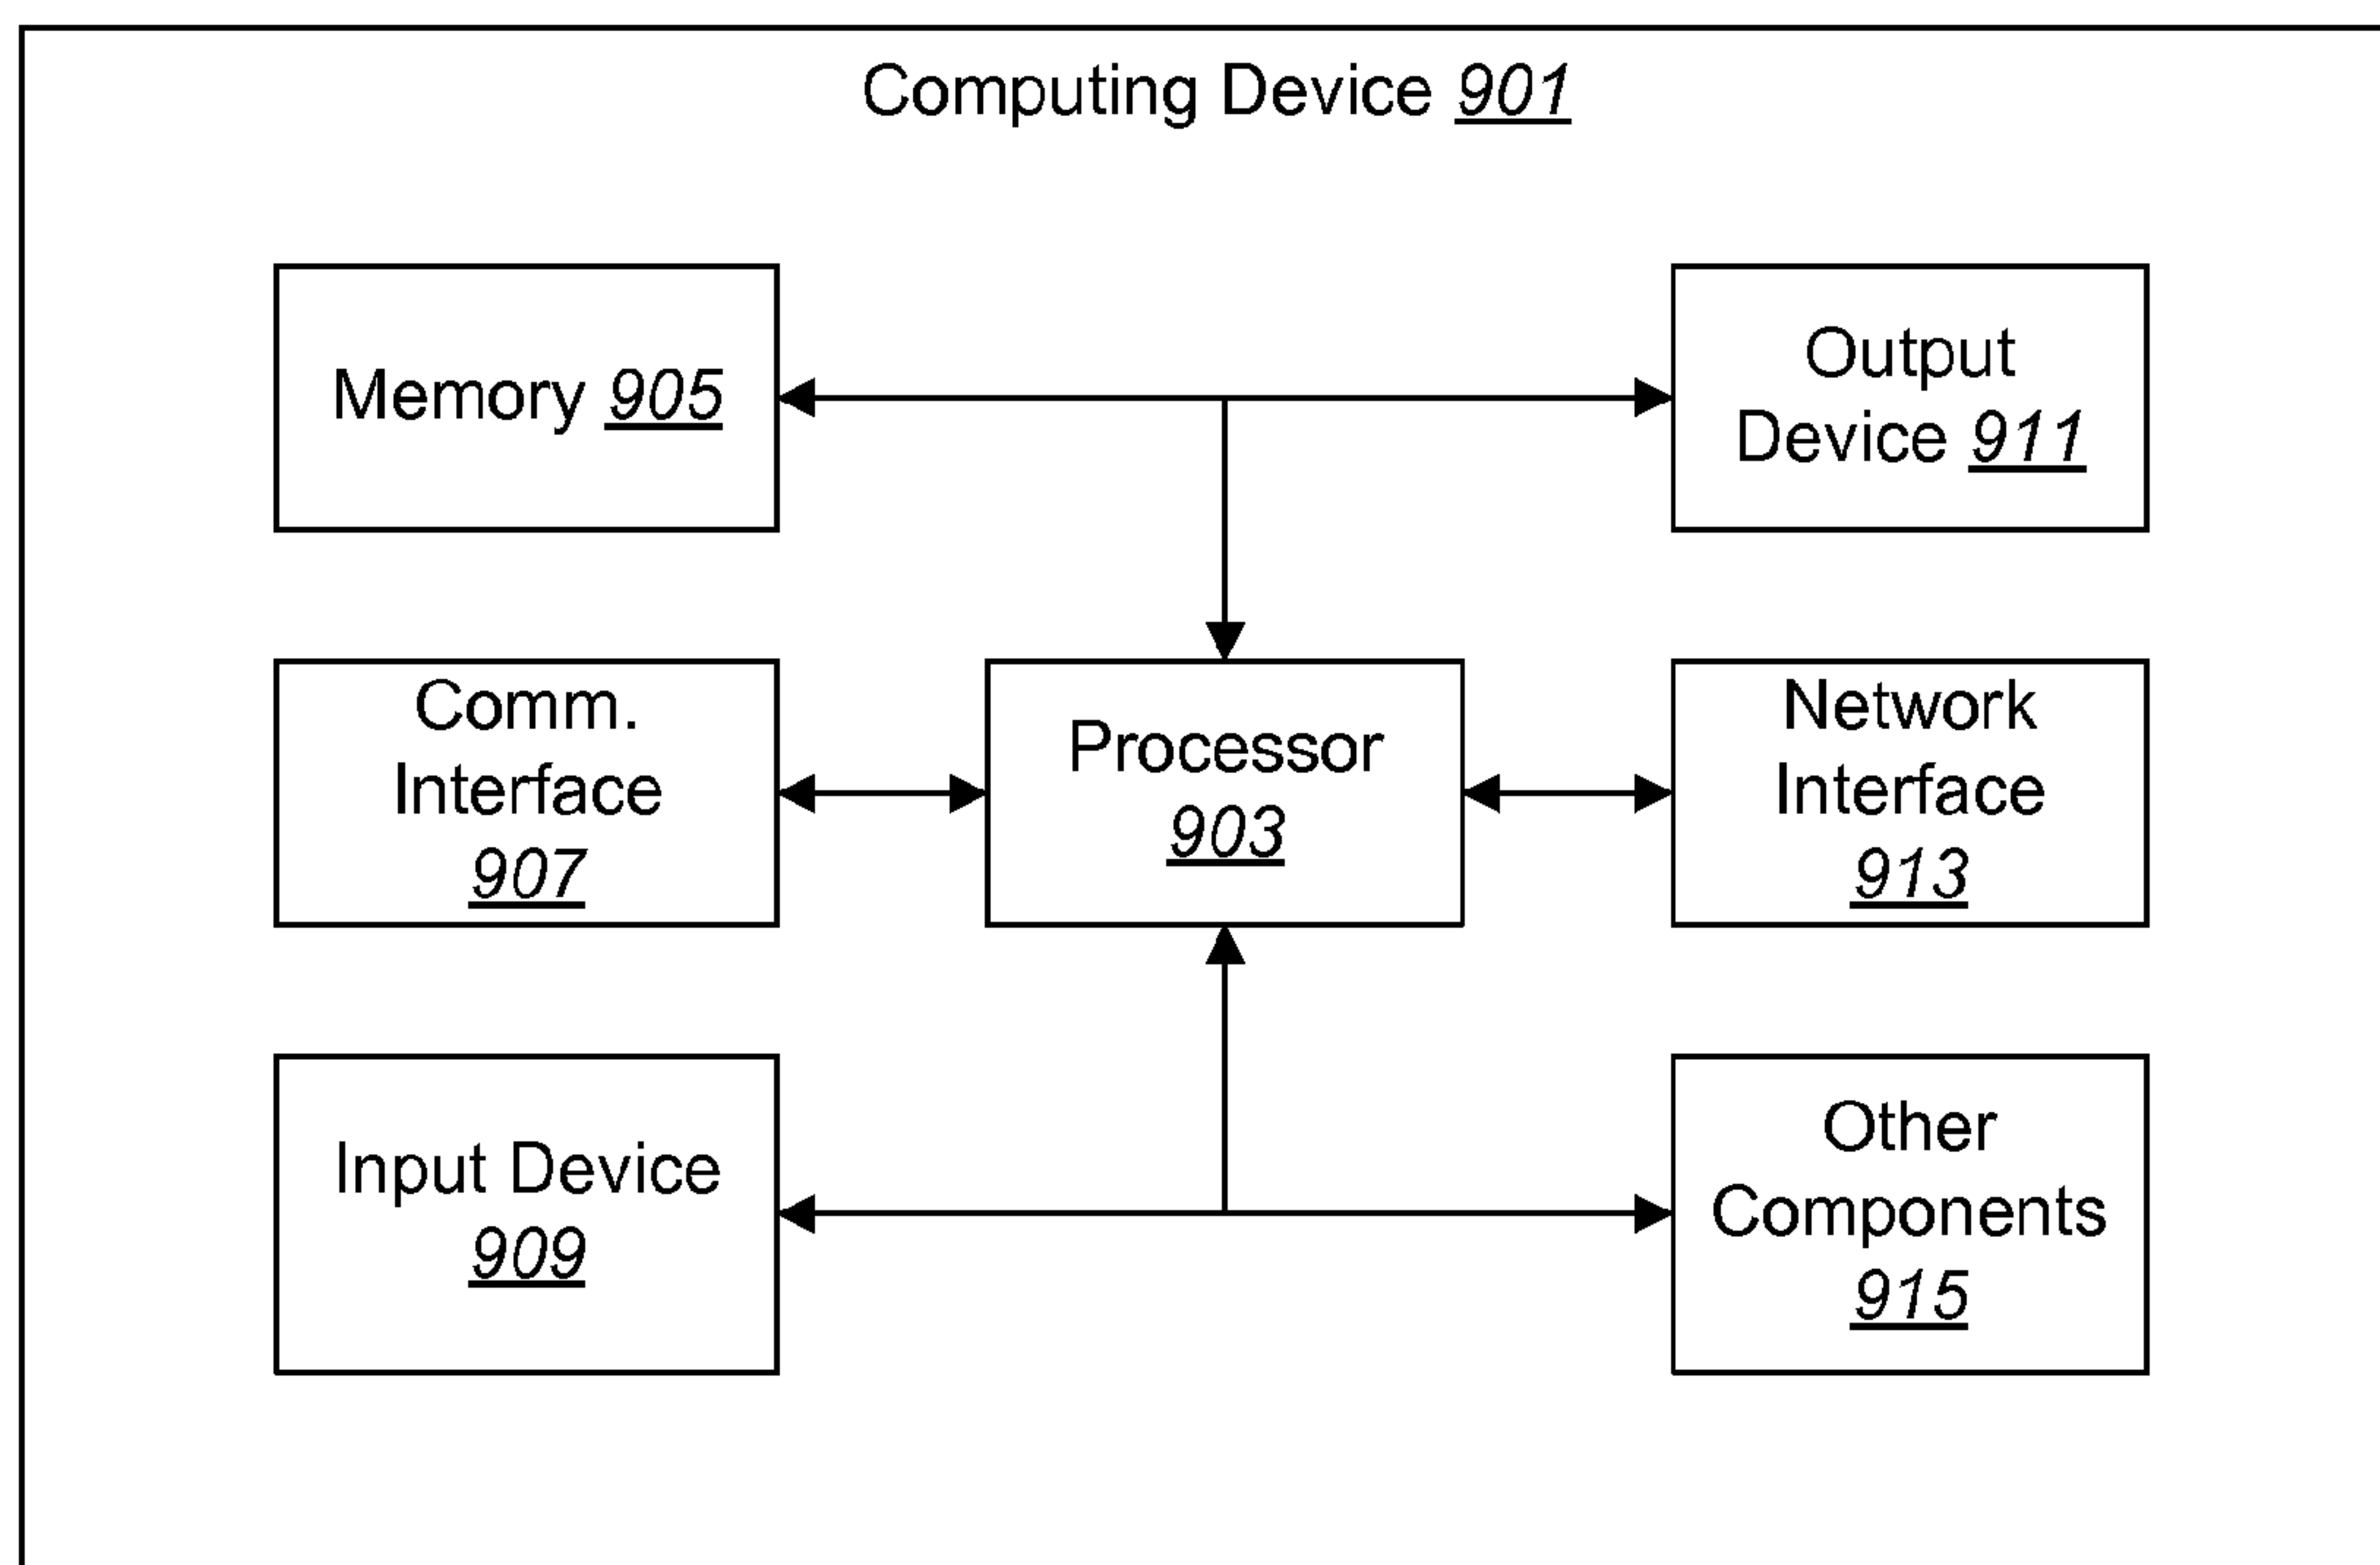 Computing Device 901
Memory 905
Output
Device 911
Comm.
Interface
907
Processor
903
Network
Interface
913
Input Device
909
Other
Components
915